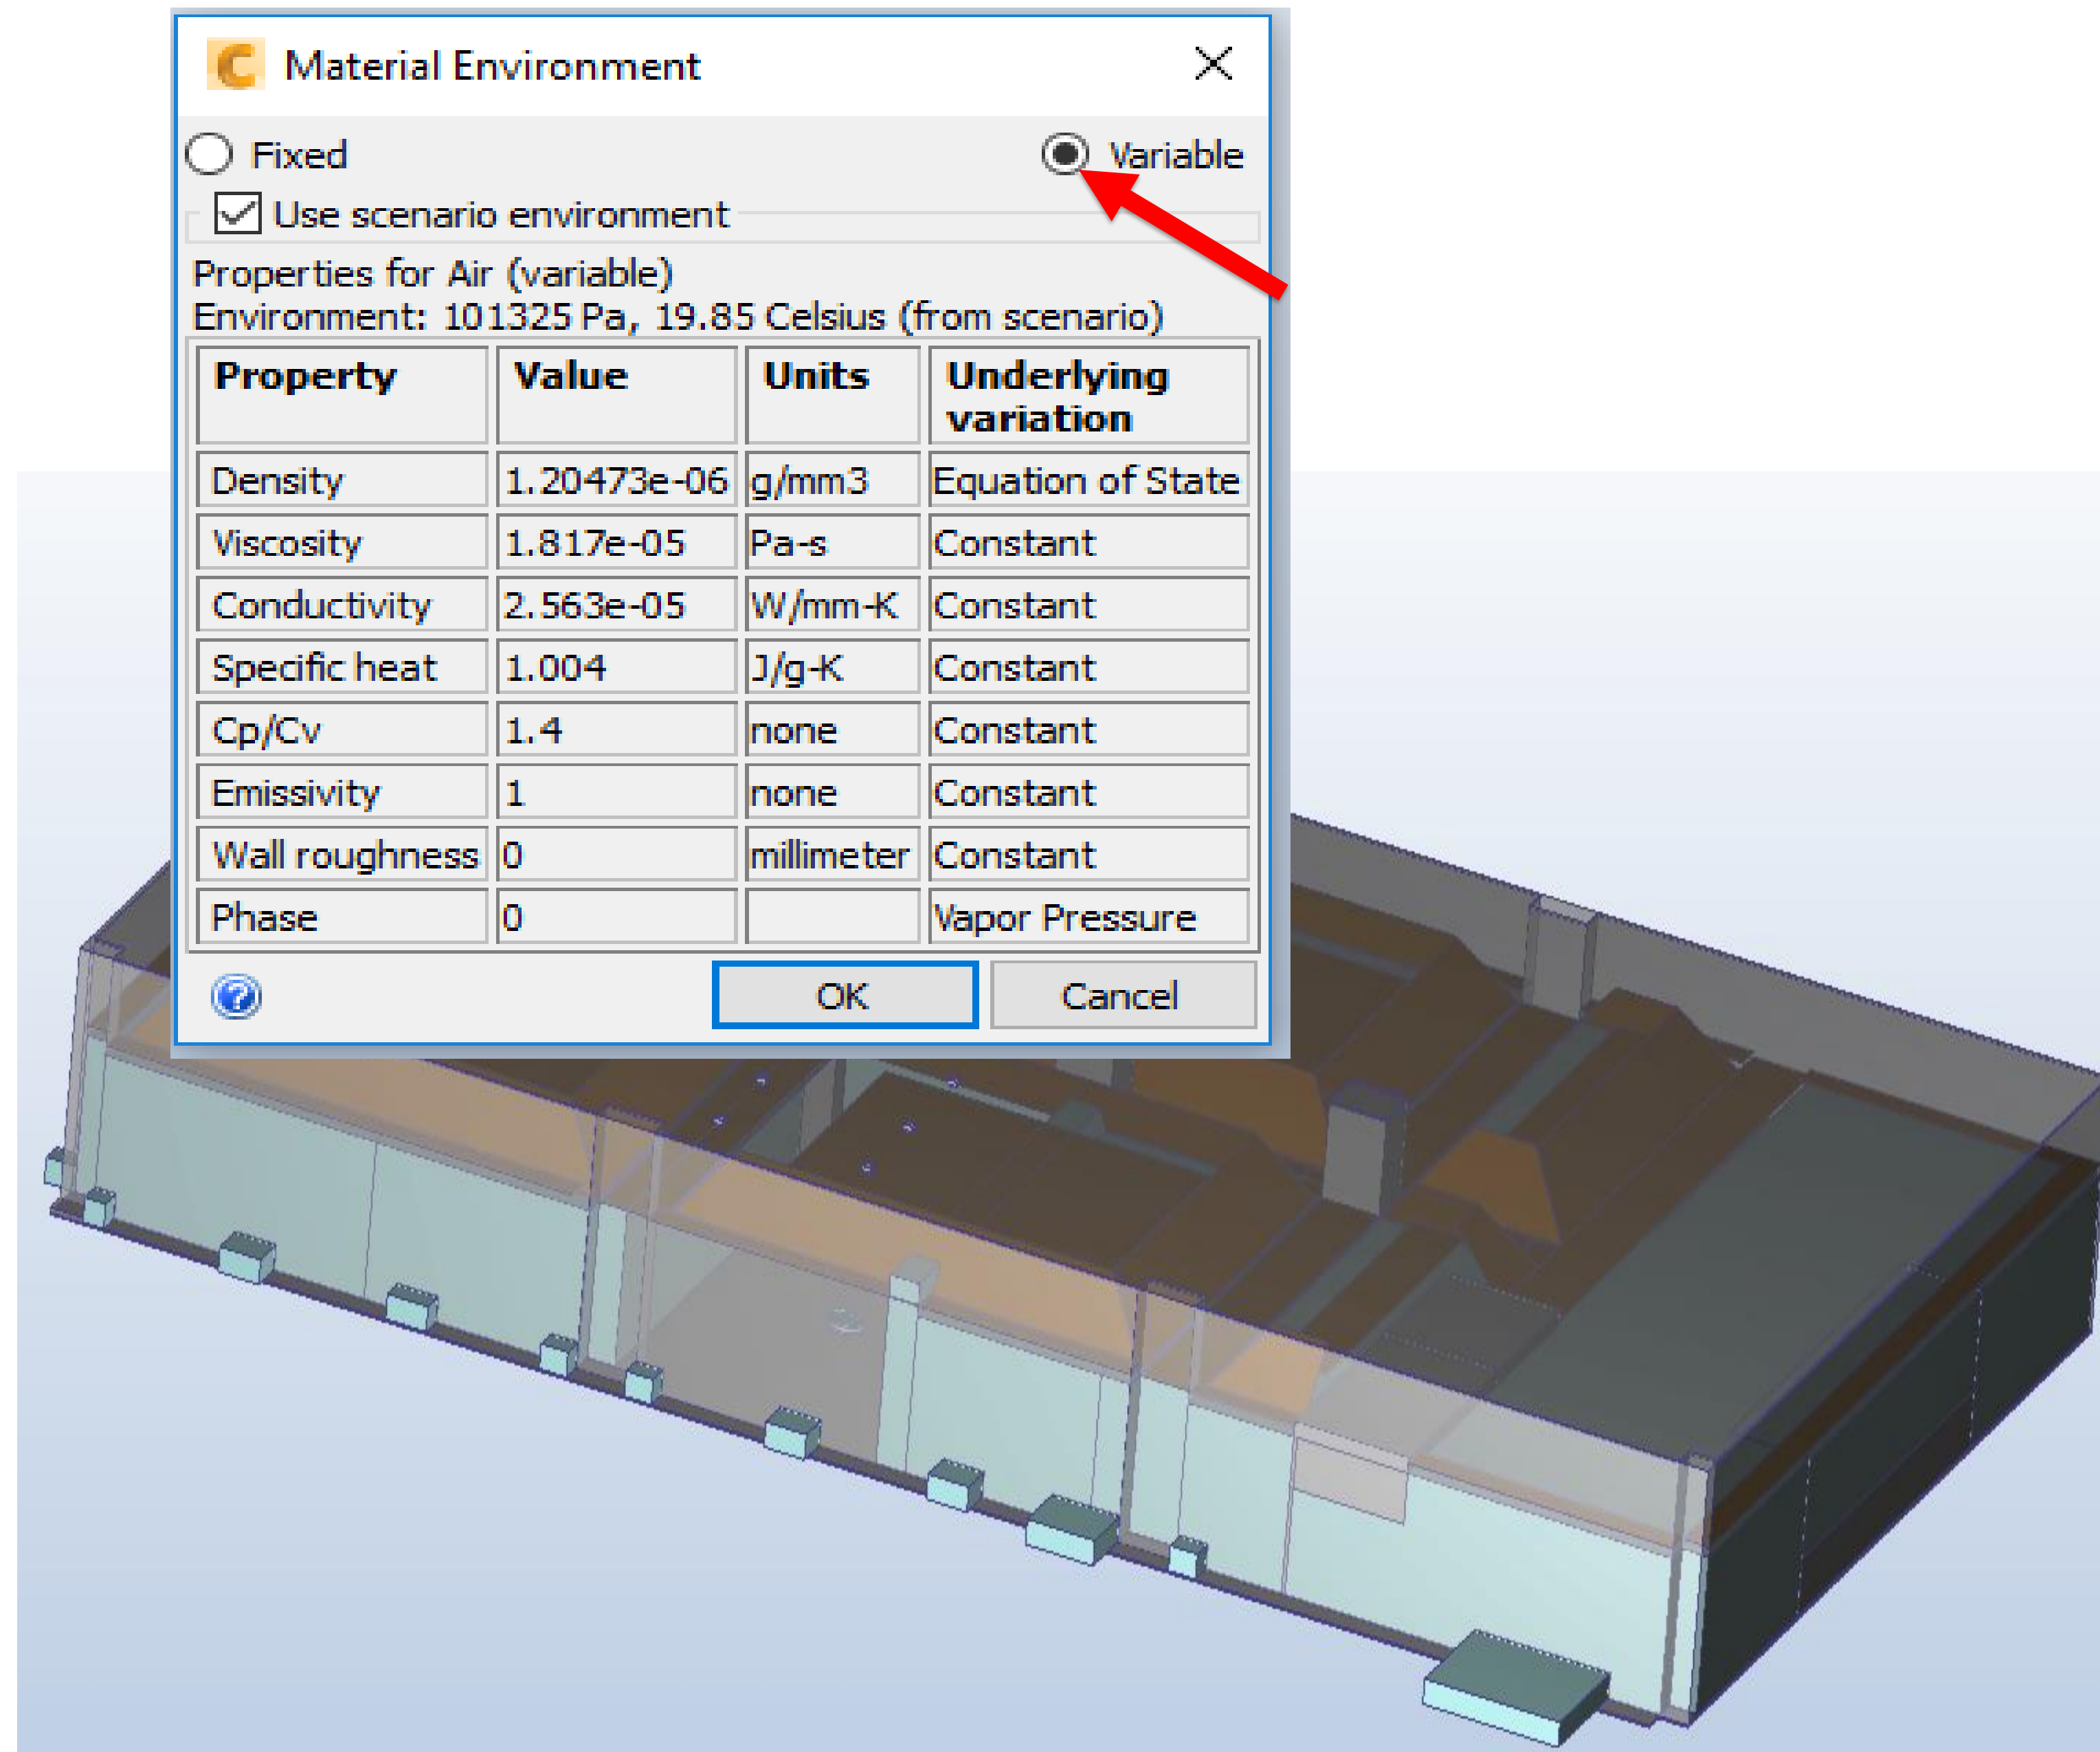 Material Environment
Fixed Variable
Use scenario environment
Properties for Air (variable)
Environment: 101325 Pa, 19.85 Celsius (from scenario)
Property Value Units Underlying
variation
Density 1.20473e-06 g/mm3 Equation of State
Viscosity 1.817e-05 Pa-s Constant
Conductivity 2.563e-05 W/mm-K Constant
Specific heat 1.004 J/g-K Constant
Cp/Cv 1.4 none Constant
Emissivity 1 none Constant
Wall roughness 0 millimeter Constant
Phase 0 Vapor Pressure
OK Cancel